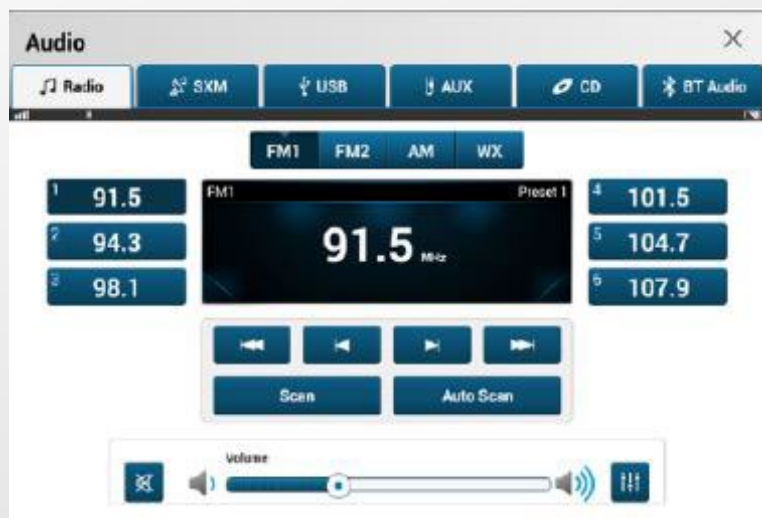 Audio
Radio SXM USB AUX CD BT Audio
FM1 FM2 AM WX
1 91.5
2 94.3
3 98.1
FM1 Preset 1
91.5 MHz
4 101.5
5 104.7
6 107.9
Scan Auto Scan
Volume